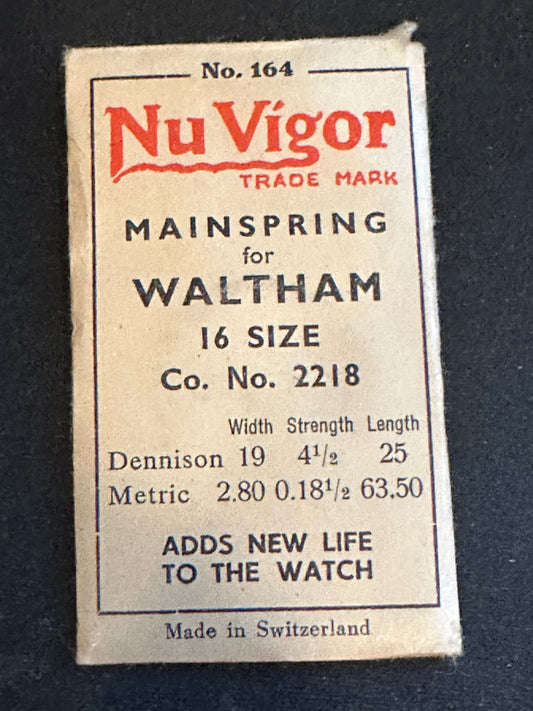 No. 164
Nu Vigor
TRADE MARK
MAINSPRING
for
WALTHAM
16 SIZE
Co. No. 2218
Width Strength Length
Dennison 19 4½ 25
Metric 2.80 0.18½ 63.50
ADDS NEW LIFE
TO THE WATCH
Made in Switzerland